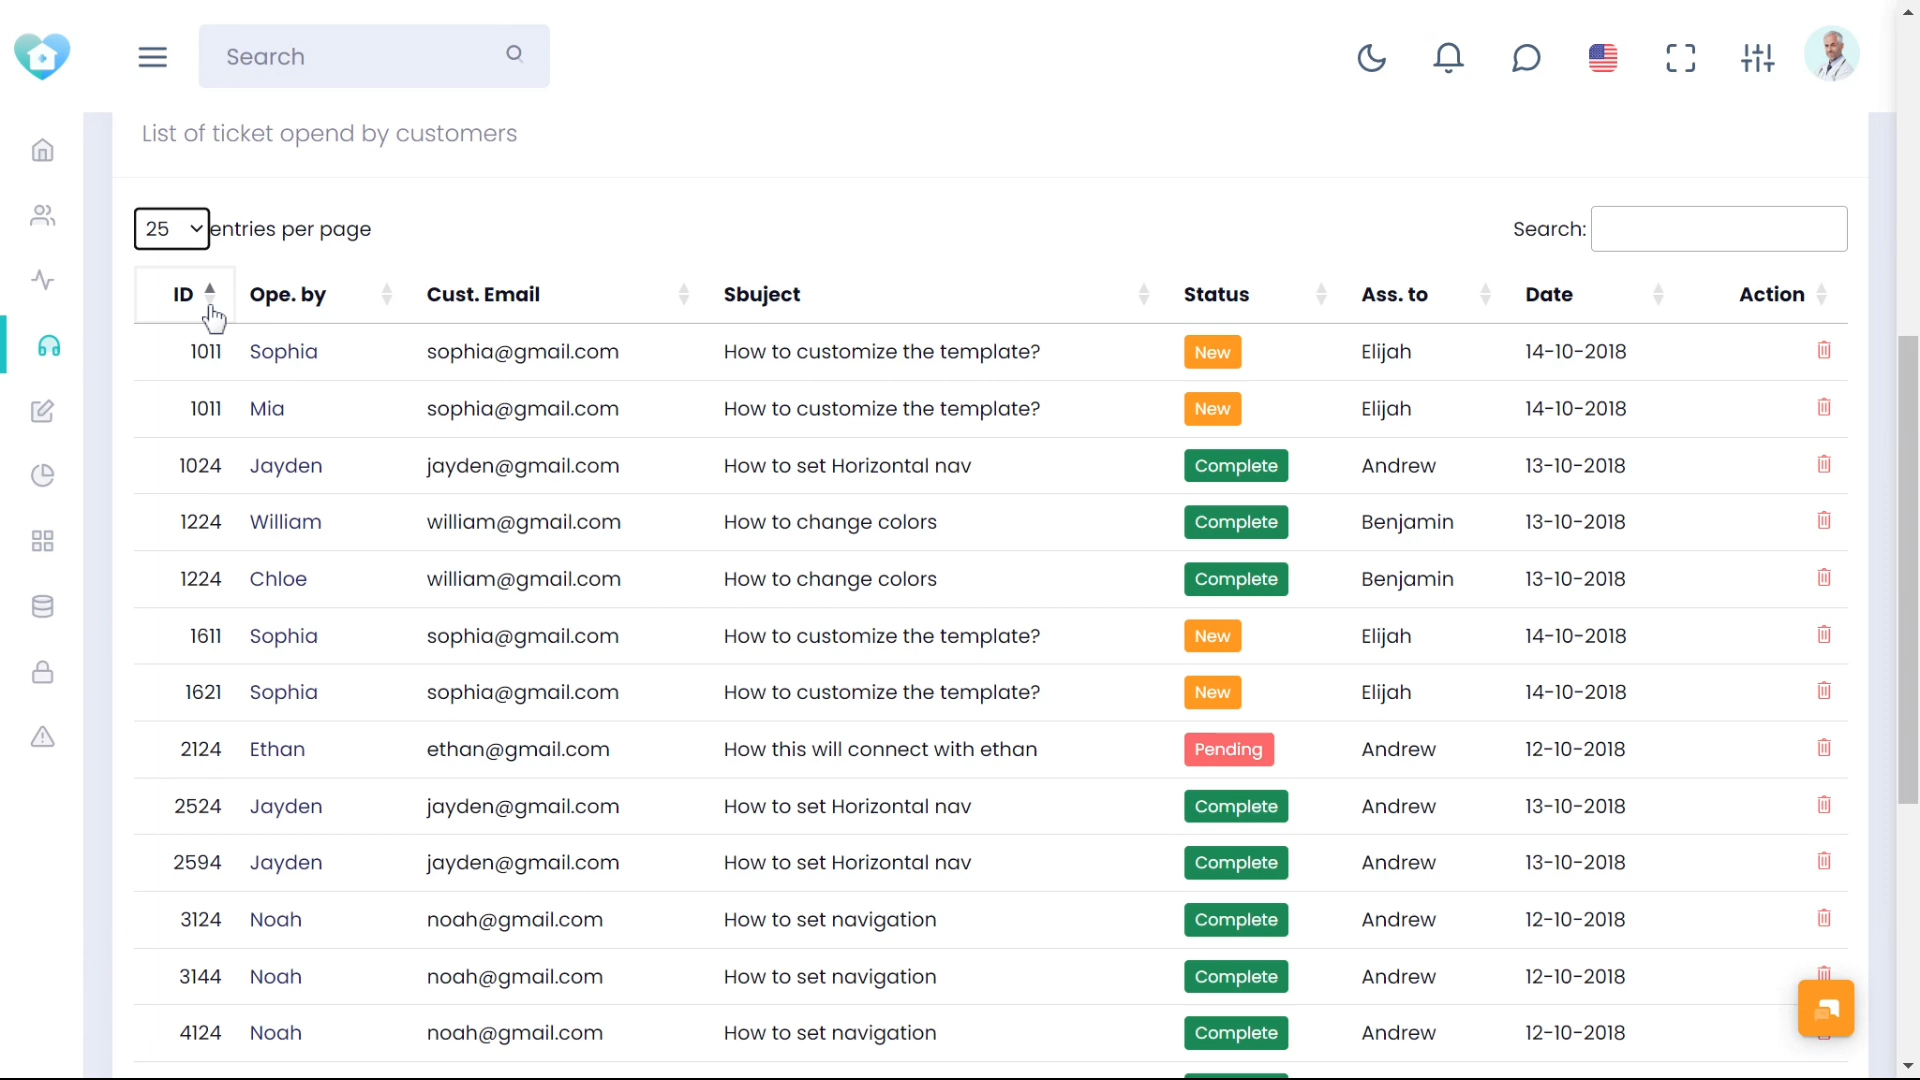 Search
List of ticket opend by customers
25 entries per page
Search:
ID Ope. by Cust. Email Sbuject Status Ass. to Date Action
1011 Sophia sophia@gmail.com How to customize the template? New Elijah 14-10-2018
1011 Mia sophia@gmail.com How to customize the template? New Elijah 14-10-2018
1024 Jayden jayden@gmail.com How to set Horizontal nav Complete Andrew 13-10-2018
1224 William william@gmail.com How to change colors Complete Benjamin 13-10-2018
1224 Chloe william@gmail.com How to change colors Complete Benjamin 13-10-2018
1611 Sophia sophia@gmail.com How to customize the template? New Elijah 14-10-2018
1621 Sophia sophia@gmail.com How to customize the template? New Elijah 14-10-2018
2124 Ethan ethan@gmail.com How this will connect with ethan Pending Andrew 12-10-2018
2524 Jayden jayden@gmail.com How to set Horizontal nav Complete Andrew 13-10-2018
2594 Jayden jayden@gmail.com How to set Horizontal nav Complete Andrew 13-10-2018
3124 Noah noah@gmail.com How to set navigation Complete Andrew 12-10-2018
3144 Noah noah@gmail.com How to set navigation Complete Andrew 12-10-2018
4124 Noah noah@gmail.com How to set navigation Complete Andrew 12-10-2018